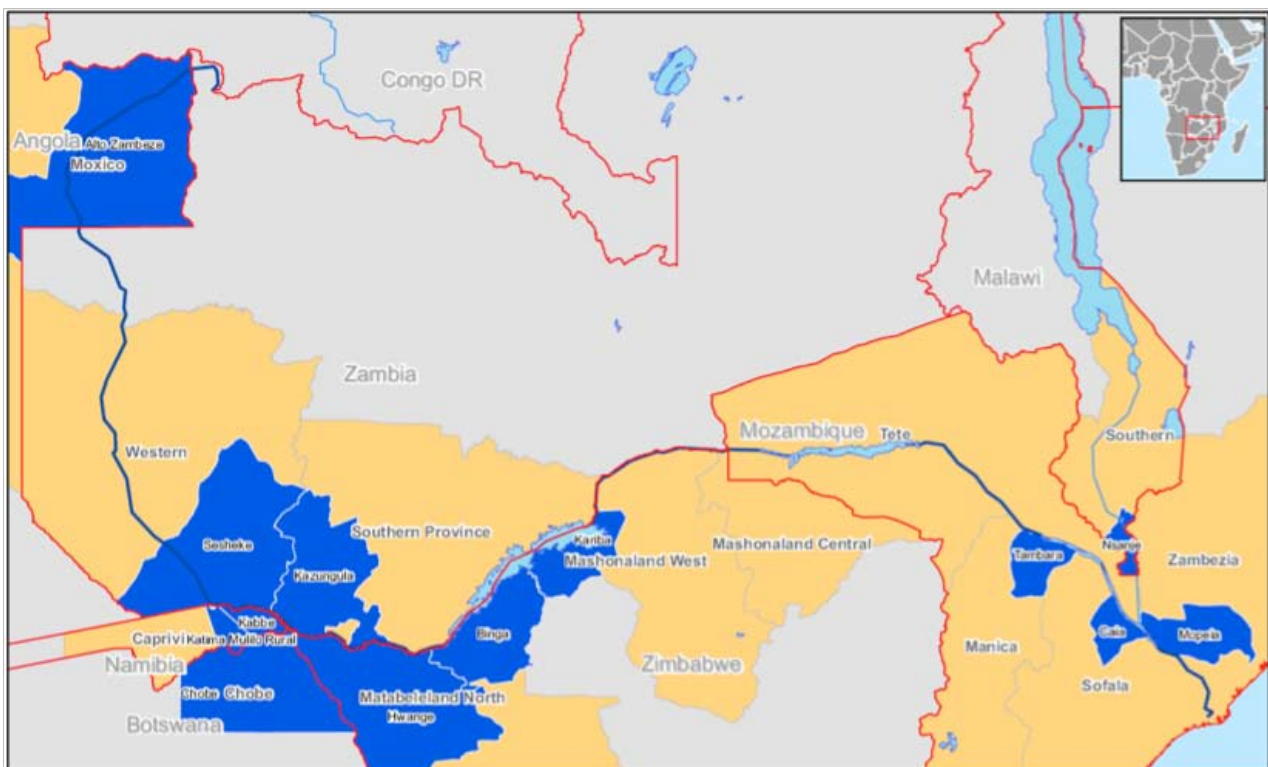 Congo DR
Angola
Alto Zambeze
Moxico
Malawi
Zambia
Mozambique
Tete
Western
Southern
Southern Province
Sesheke
Kariba
Mashonaland Central
Nsanje
Mashonaland West
Tambara
Zambezia
Kazungula
Kabbe
Binga
Caia
Mopeia
Caprivi
Katima Mulilo Rural
Zimbabwe
Manica
Namibia
Sofala
Chobe
Chobe
Matabeleland North
Hwange
Botswana